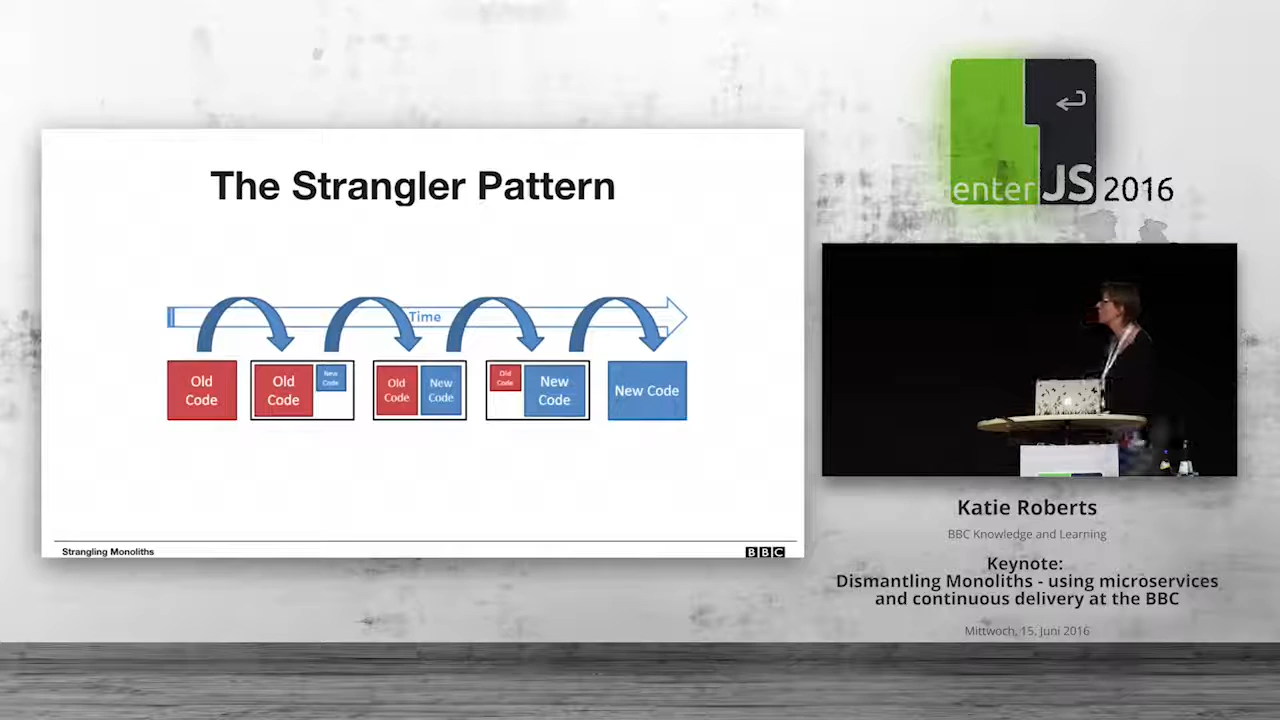 The Strangler Pattern
Time
Old
Code
Old
Code
New
Code
Old
Code
New
Code
Old
Code
New
Code
New Code
Strangling Monoliths
BBC
enterJS 2016
Katie Roberts
BBC Knowledge and Learning
Keynote:
Dismantling Monoliths - using microservices
and continuous delivery at the BBC
Mittwoch, 15. Juni 2016